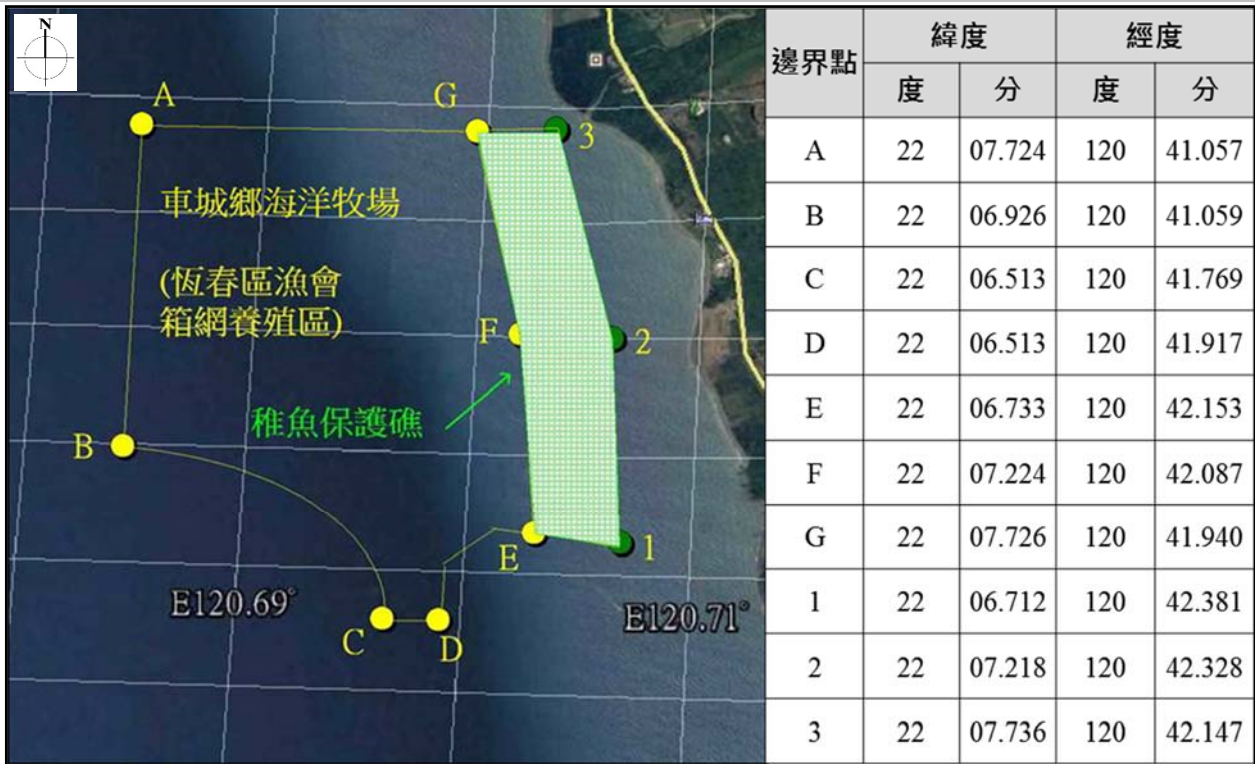 N
A
G
3
車城鄉海洋牧場
(恆春區漁會
箱網養殖區)
F
2
稚魚保護礁
B
E
1
E120.69°
E120.71°
C
D
邊界點 緯度 經度
度 分 度 分
A 22 07.724 120 41.057
B 22 06.926 120 41.059
C 22 06.513 120 41.769
D 22 06.513 120 41.917
E 22 06.733 120 42.153
F 22 07.224 120 42.087
G 22 07.726 120 41.940
1 22 06.712 120 42.381
2 22 07.218 120 42.328
3 22 07.736 120 42.147